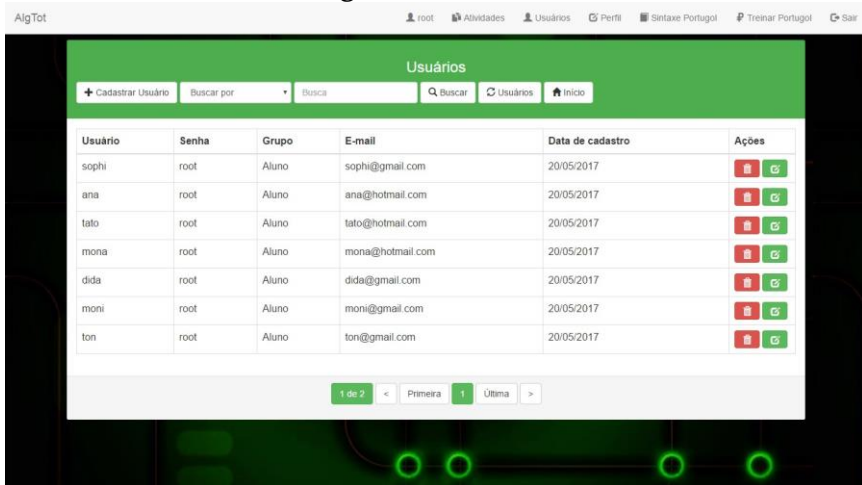 AlgTot root Atividades Usuários Perfil Sintaxe Portugol Treinar Portugol Sair
Usuários
Cadastrar Usuário Buscar por Busca Buscar Usuários Início
Usuário Senha Grupo E-mail Data de cadastro Ações
sophi root Aluno sophi@gmail.com 20/05/2017
ana root Aluno ana@hotmail.com 20/05/2017
tato root Aluno tato@hotmail.com 20/05/2017
mona root Aluno mona@hotmail.com 20/05/2017
dida root Aluno dida@gmail.com 20/05/2017
moni root Aluno moni@gmail.com 20/05/2017
ton root Aluno ton@gmail.com 20/05/2017
1 de 2 < Primeira 1 Última >